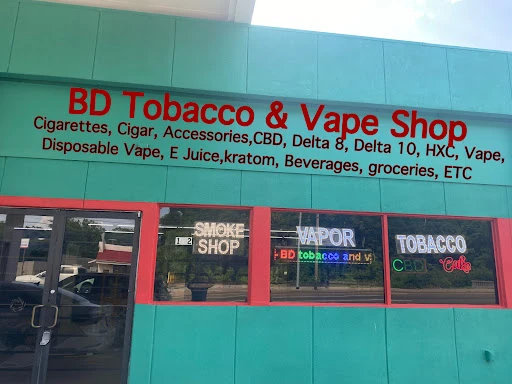 BD Tobacco & Vape Shop
Cigarettes, Cigar, Accessories,CBD, Delta 8, Delta 10, HXC, Vape,
Disposable Vape, E Juice,kratom, Beverages, groceries, ETC
SMOKE
SHOP
VAPOR
BD tobacco and v
TOBACCO
CBD